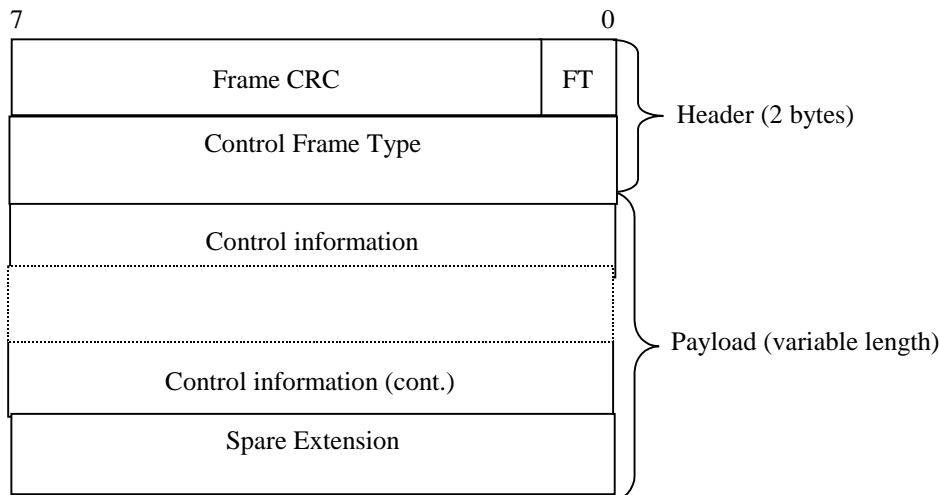 7 0
Frame CRC FT
Header (2 bytes)
Control Frame Type
Control information
Payload (variable length)
Control information (cont.)
Spare Extension